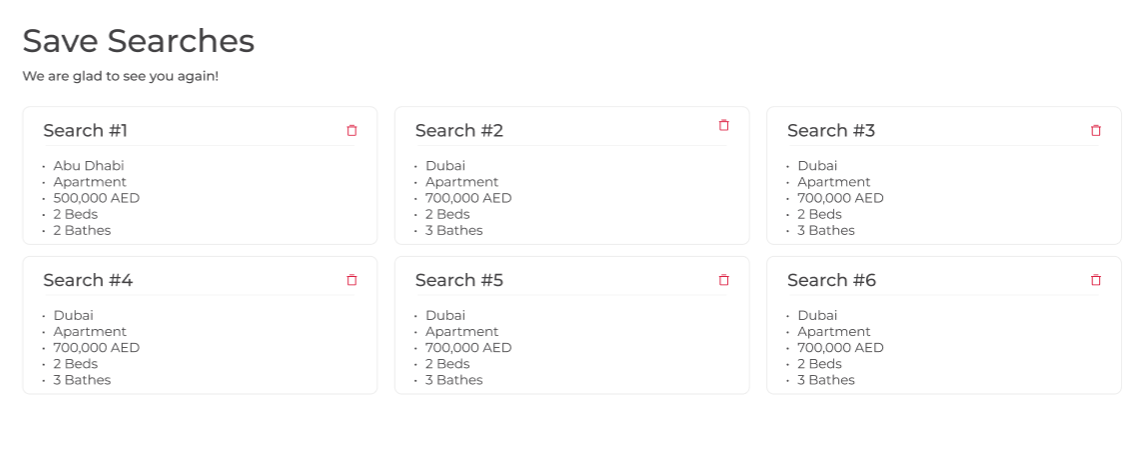 Save Searches
We are glad to see you again!
Search #1
• Abu Dhabi
• Apartment
• 500,000 AED
• 2 Beds
• 2 Bathes
Search #2
• Dubai
• Apartment
• 700,000 AED
• 2 Beds
• 3 Bathes
Search #3
• Dubai
• Apartment
• 700,000 AED
• 2 Beds
• 3 Bathes
Search #4
• Dubai
• Apartment
• 700,000 AED
• 2 Beds
• 3 Bathes
Search #5
• Dubai
• Apartment
• 700,000 AED
• 2 Beds
• 3 Bathes
Search #6
• Dubai
• Apartment
• 700,000 AED
• 2 Beds
• 3 Bathes